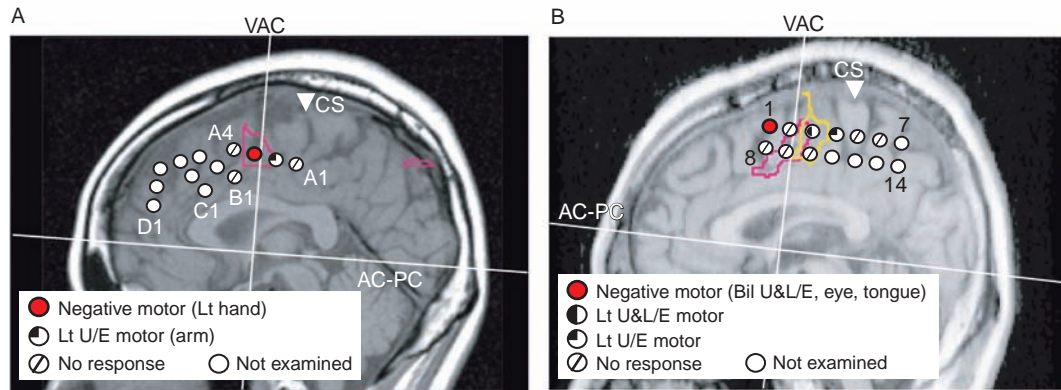 A
VAC
CS
A4
A1
B1
C1
D1
AC-PC
Negative motor (Lt hand)
Lt U/E motor (arm)
No response Not examined
B
VAC
CS
1
7
8
14
AC-PC
Negative motor (Bil U&L/E, eye, tongue)
Lt U&L/E motor
Lt U/E motor
No response Not examined